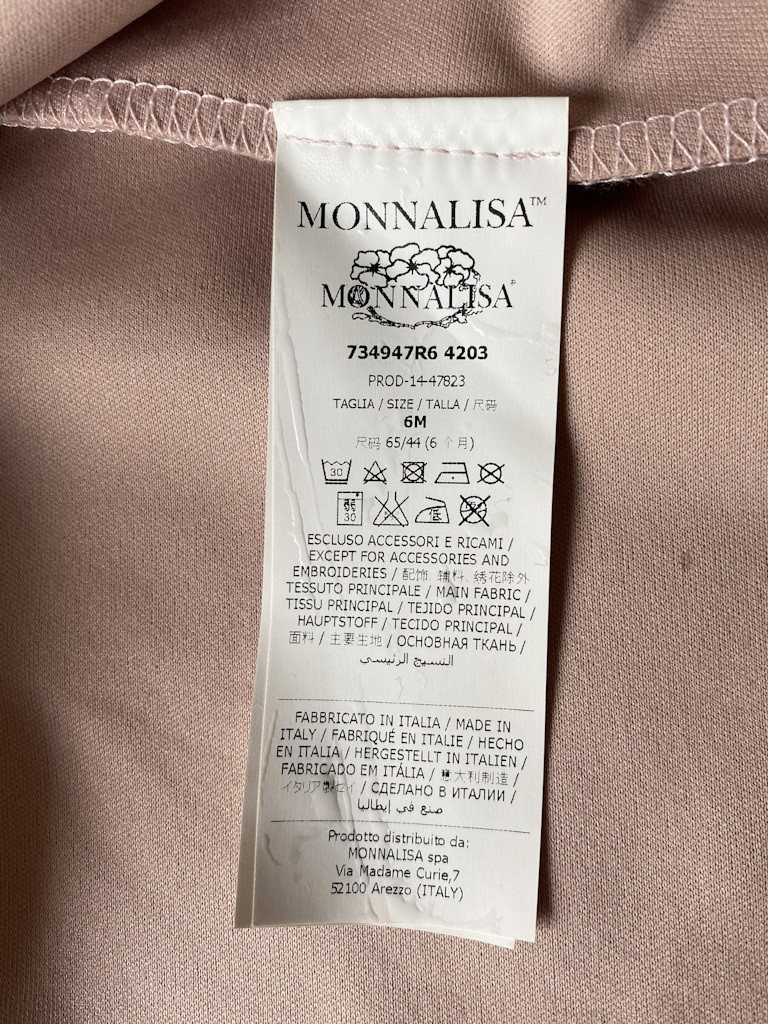 MONNALISA™
MONNALISA®
734947R6 4203
PROD-14-47823
TAGLIA / SIZE / TALLA / 尺码
6M
尺码 65/44 (6 个月)
30
30 低
ESCLUSO ACCESSORI E RICAMI /
EXCEPT FOR ACCESSORIES AND
EMBROIDERIES / 配饰, 辅料, 绣花除外
TESSUTO PRINCIPALE / MAIN FABRIC /
TISSU PRINCIPAL / TEJIDO PRINCIPAL /
HAUPTSTOFF / TECIDO PRINCIPAL /
面料 / 主要生地 / ОСНОВНАЯ ТКАНЬ /
النسيج الرئيسي
FABBRICATO IN ITALIA / MADE IN
ITALY / FABRIQUÉ EN ITALIE / HECHO
EN ITALIA / HERGESTELLT IN ITALIEN /
FABRICADO EM ITÁLIA / 意大利制造 /
イタリア製 / СДЕЛАНО В ИТАЛИИ /
صنع في إيطاليا
Prodotto distribuito da:
MONNALISA spa
Via Madame Curie,7
52100 Arezzo (ITALY)